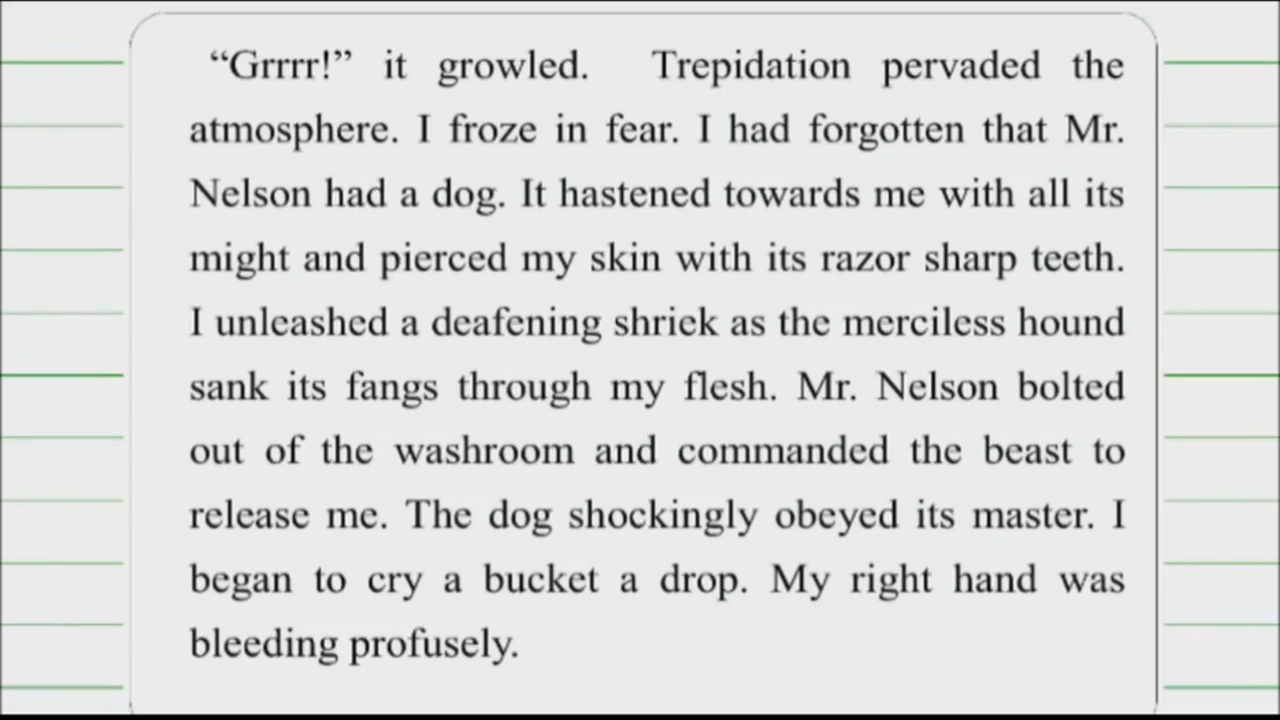 “Grrrr!” it growled. Trepidation pervaded the
atmosphere. I froze in fear. I had forgotten that Mr.
Nelson had a dog. It hastened towards me with all its
might and pierced my skin with its razor sharp teeth.
I unleashed a deafening shriek as the merciless hound
sank its fangs through my flesh. Mr. Nelson bolted
out of the washroom and commanded the beast to
release me. The dog shockingly obeyed its master. I
began to cry a bucket a drop. My right hand was
bleeding profusely.